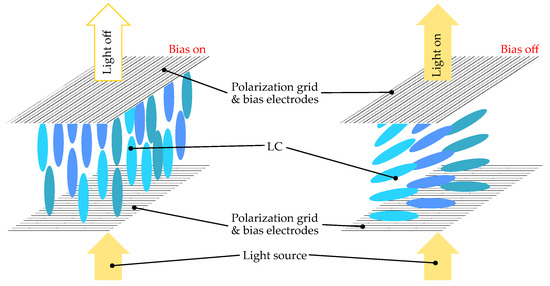 Light off
Bias on
Light on
Bias off
Polarization grid
& bias electrodes
LC
Polarization grid
& bias electrodes
Light source